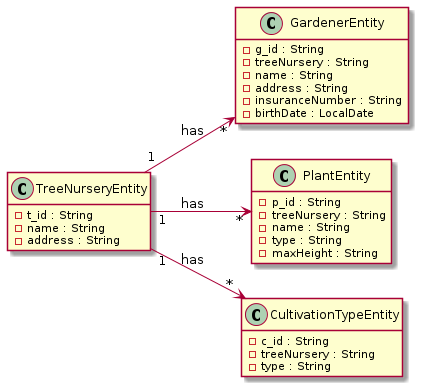 C GardenerEntity
g_id : String
treeNursery : String
name : String
address : String
insuranceNumber : String
birthDate : LocalDate
has
1
*
C TreeNurseryEntity
t_id : String
name : String
address : String
has
1
*
C PlantEntity
p_id : String
treeNursery : String
name : String
type : String
maxHeight : String
has
1
*
C CultivationTypeEntity
c_id : String
treeNursery : String
type : String